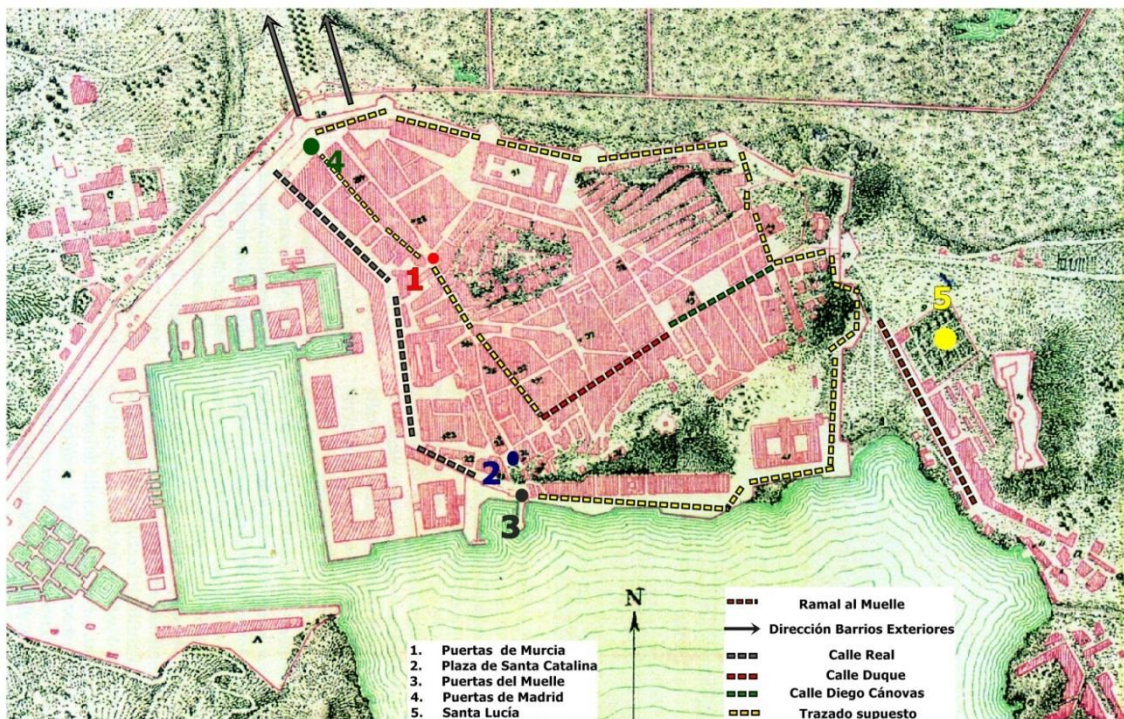 4
1
5
2
3
N
1. Puertas de Murcia
2. Plaza de Santa Catalina
3. Puertas del Muelle
4. Puertas de Madrid
5. Santa Lucía
Ramal al Muelle
Dirección Barrios Exteriores
Calle Real
Calle Duque
Calle Diego Cánovas
Trazado supuesto